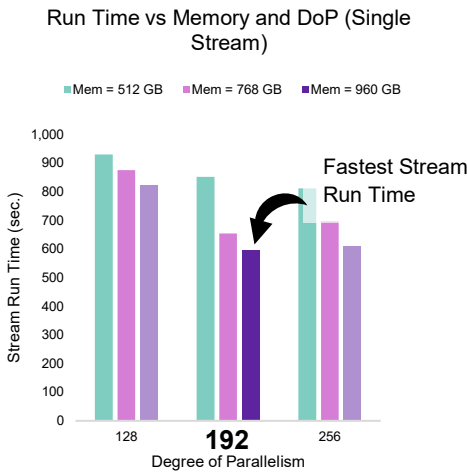 Run Time vs Memory and DoP (Single
Stream)
Mem = 512 GB Mem = 768 GB Mem = 960 GB
1,000
900
800
700
600
500
400
300
200
100
0
Stream Run Time (sec.)
Fastest Stream
Run Time
128 192 256
Degree of Parallelism